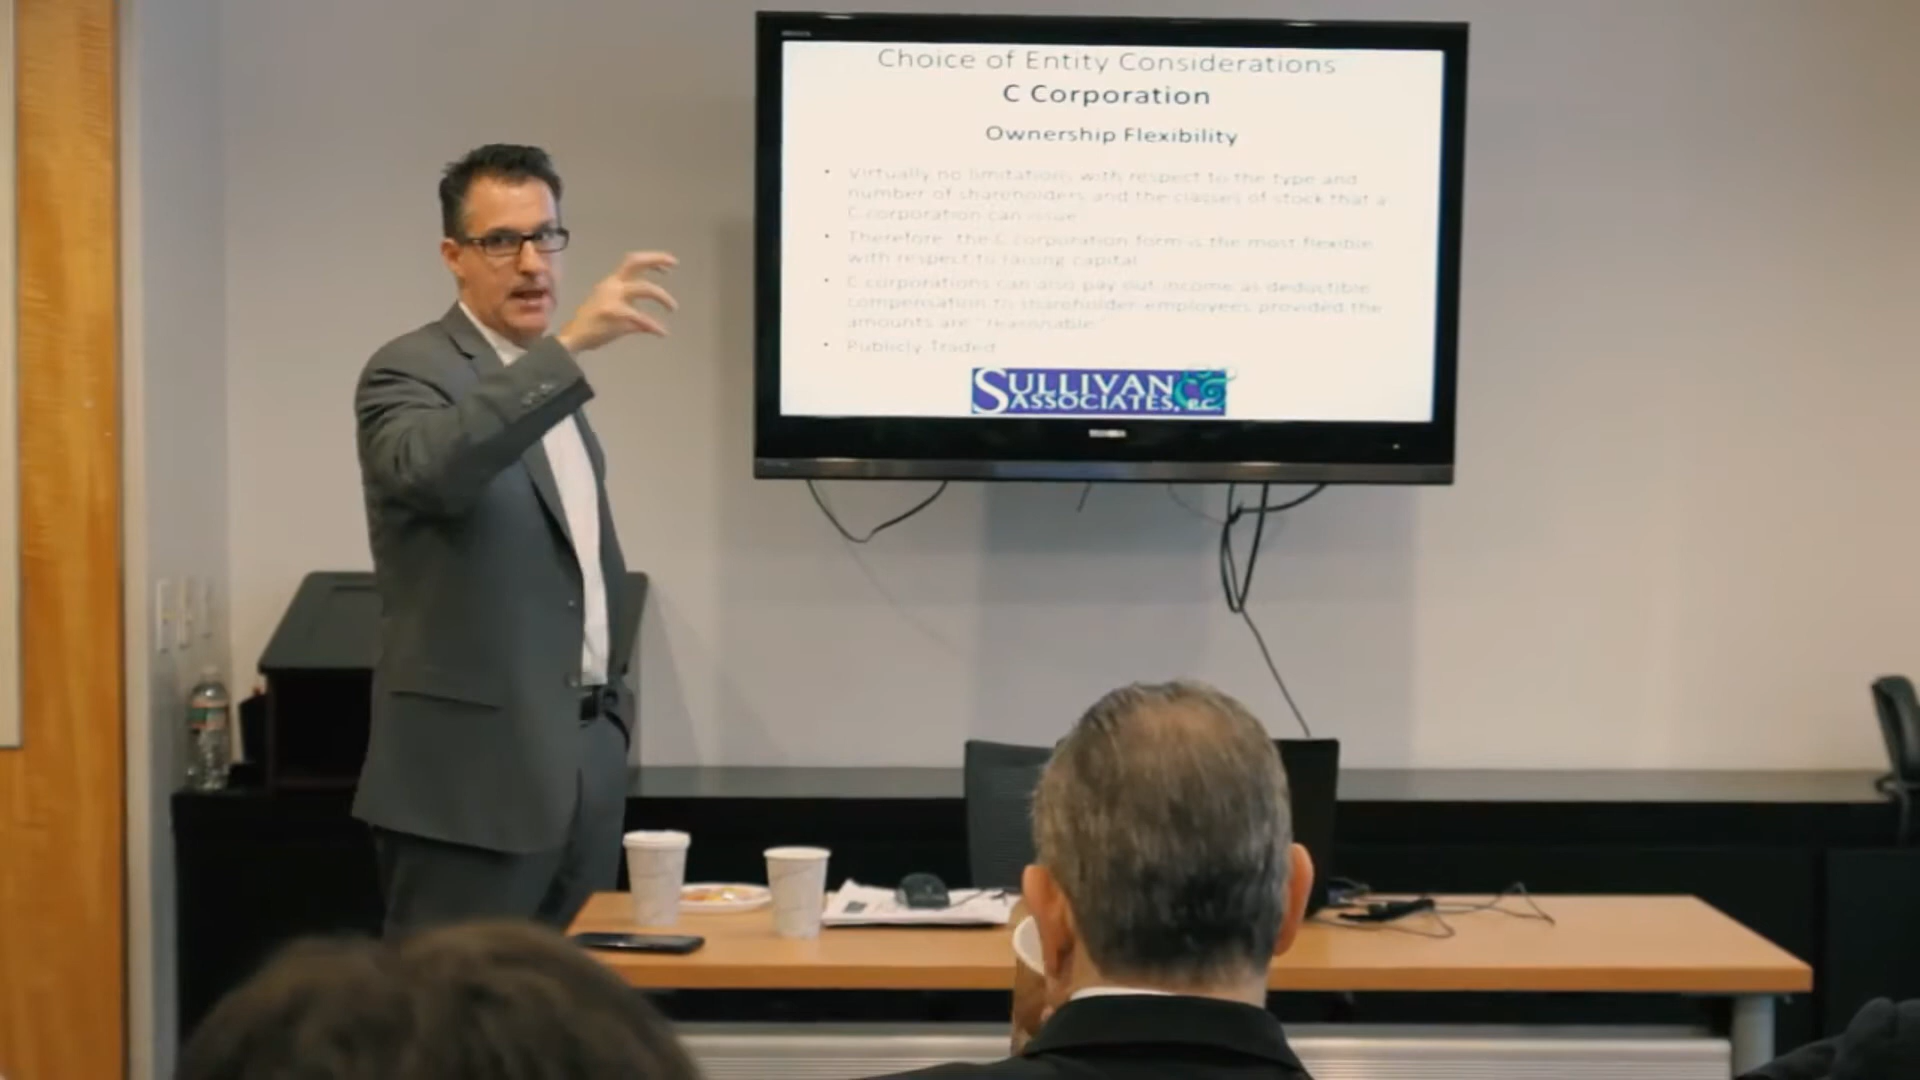 Choice of Entity Considerations
C Corporation
Ownership Flexibility
• Virtually no limitations with respect to the type and
number of shareholders and the classes of stock that a
C corporation can issue
• Therefore, the C corporation form is the most flexible
with respect to raising capital
• C corporations can also pay out income as deductible
compensation to shareholder-employees provided the
amounts are "reasonable."
• Publicly Traded
SULLIVAN &
ASSOCIATES, P.C.